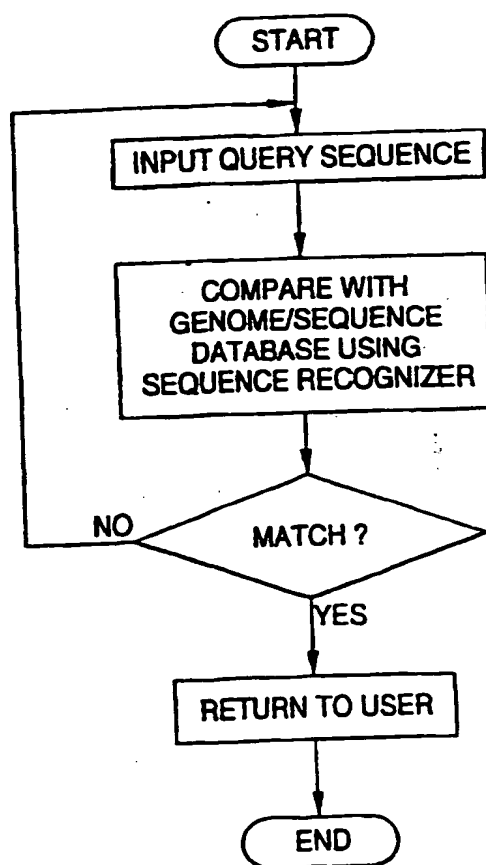 START
INPUT QUERY SEQUENCE
COMPARE WITH
GENOME/SEQUENCE
DATABASE USING
SEQUENCE RECOGNIZER
NO
MATCH ?
YES
RETURN TO USER
END